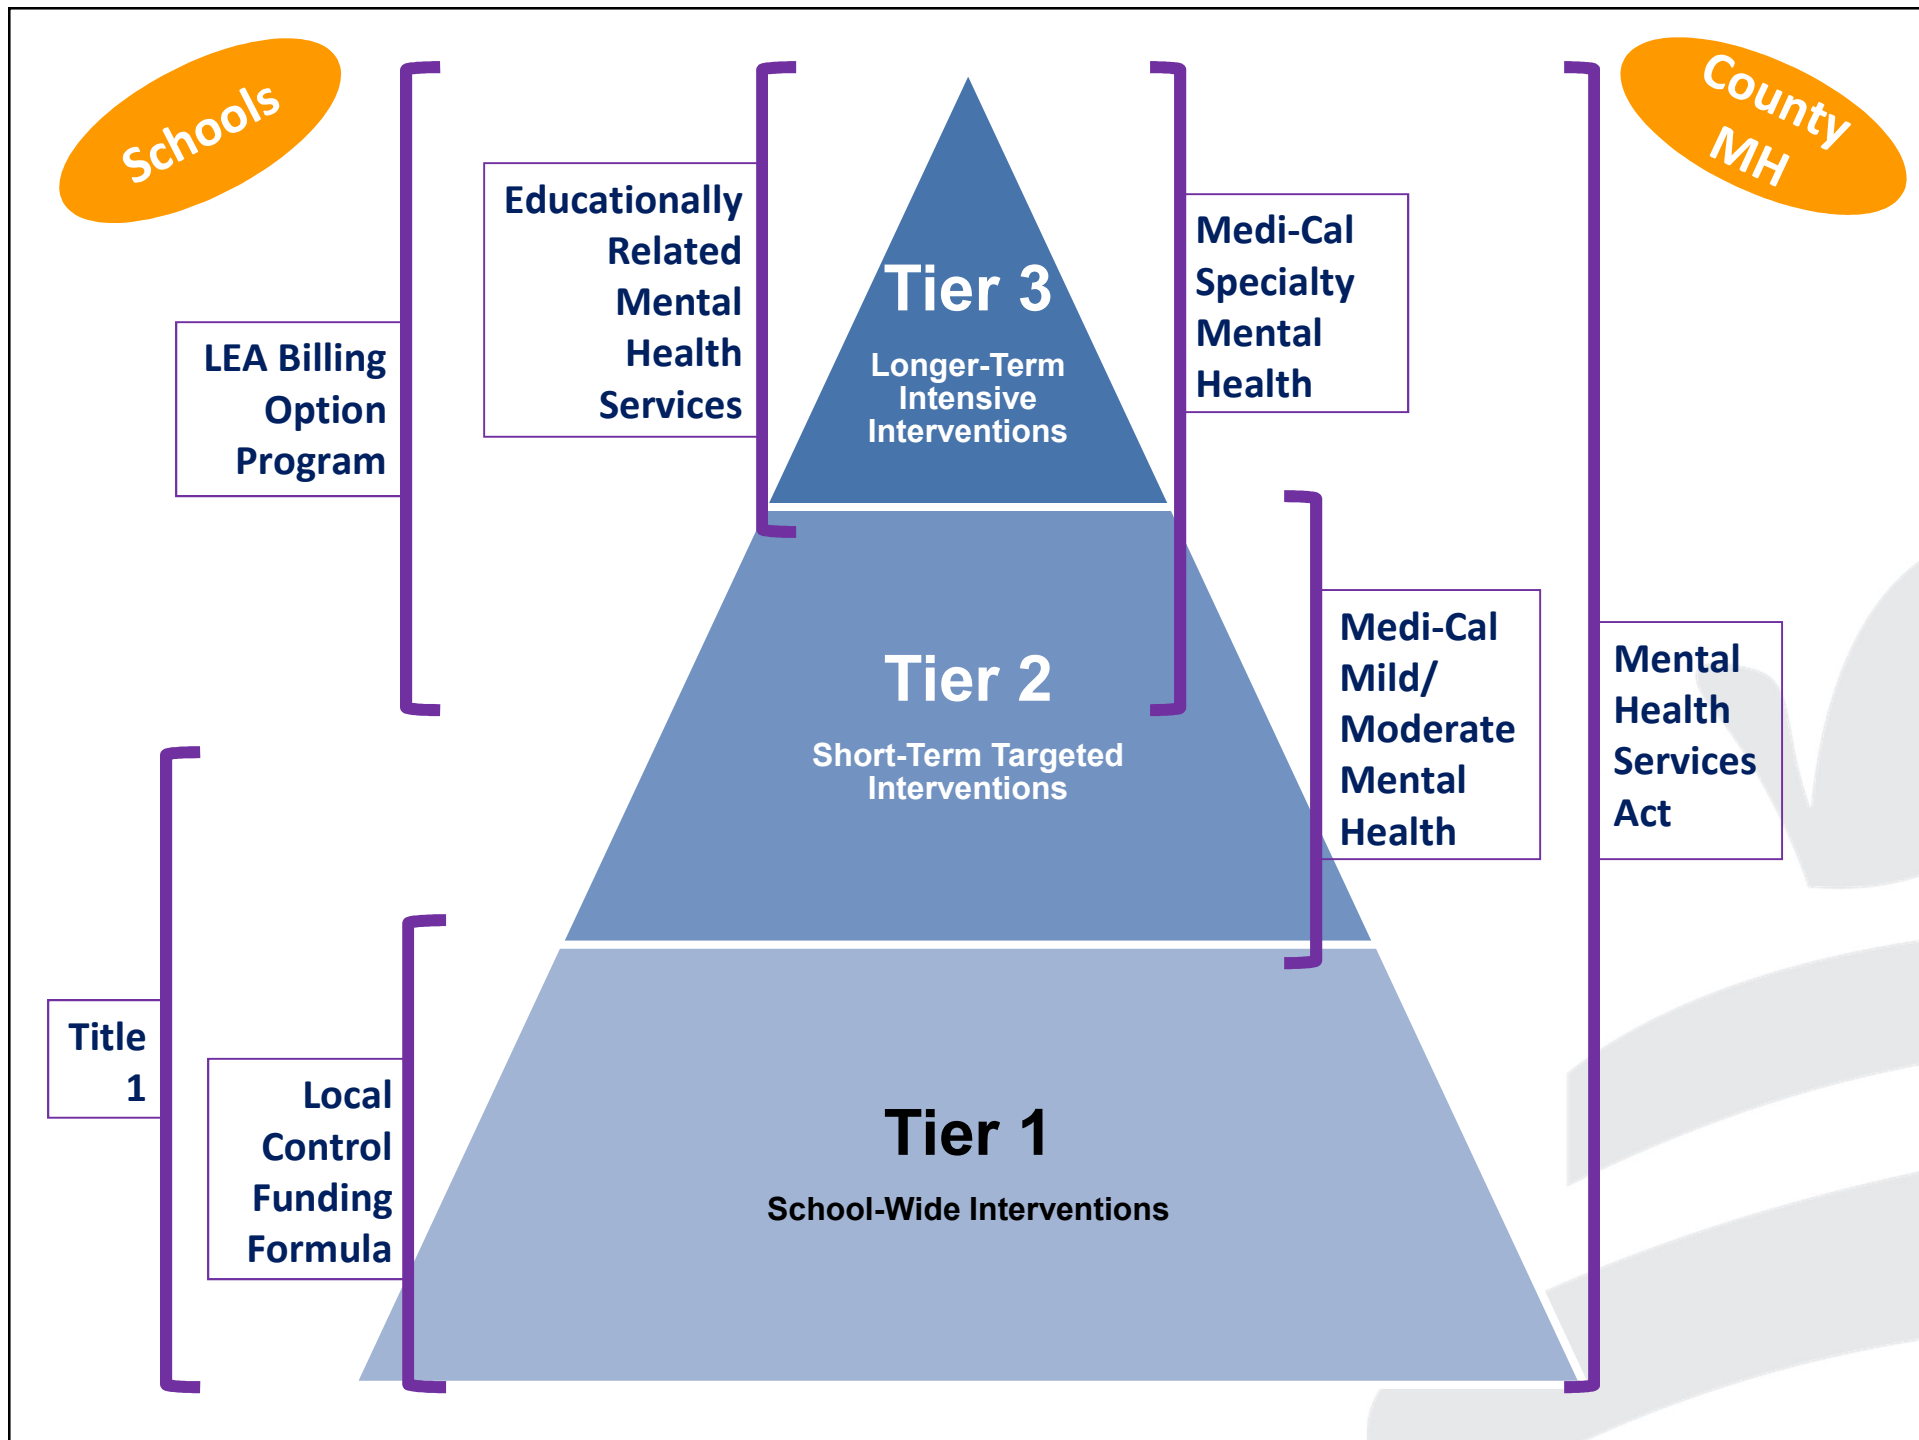 Schools
County
MH
Educationally
Related
Mental
Health
Services
LEA Billing
Option
Program
Tier 3
Longer-Term
Intensive
Interventions
Medi-Cal
Specialty
Mental
Health
Tier 2
Short-Term Targeted
Interventions
Medi-Cal
Mild/
Moderate
Mental
Health
Mental
Health
Services
Act
Title
1
Local
Control
Funding
Formula
Tier 1
School-Wide Interventions